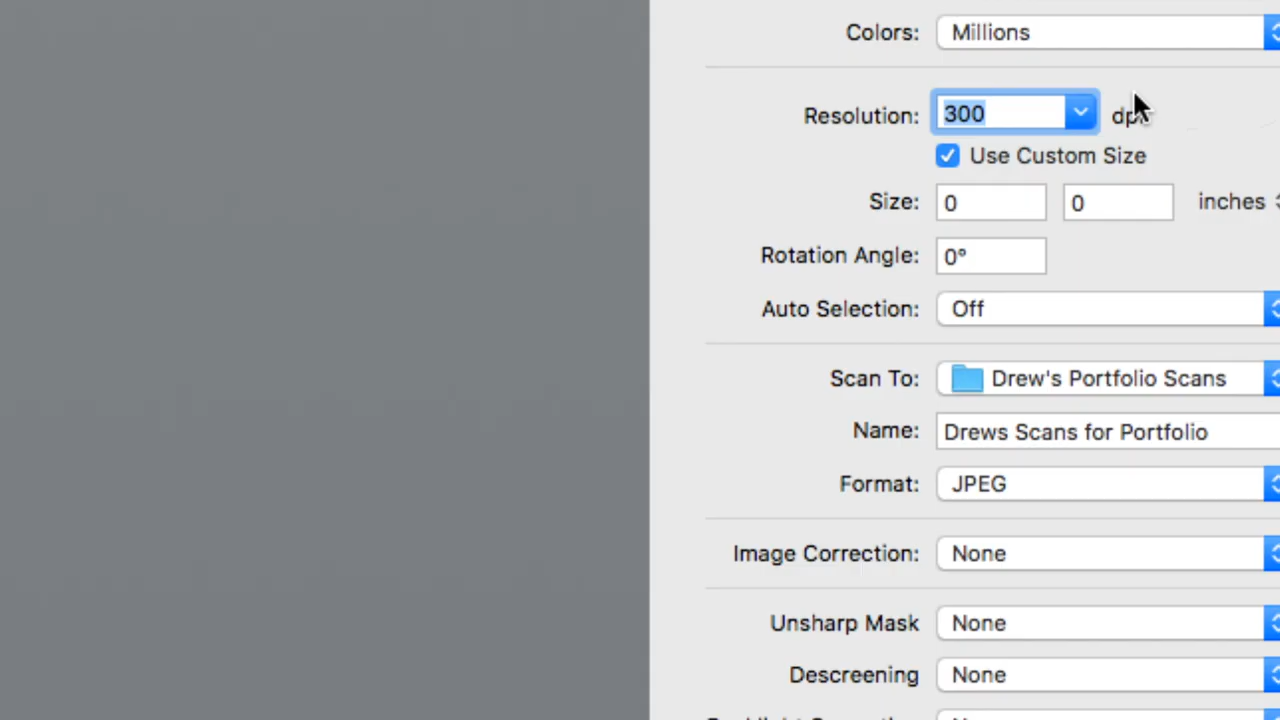 Colors: Millions
Resolution: 300
Use Custom Size
Size: 0 0 inches
Rotation Angle: 0°
Auto Selection: Off
Scan To: Drew's Portfolio Scans
Name: Drews Scans for Portfolio
Format: JPEG
Image Correction: None
Unsharp Mask None
Descreening None